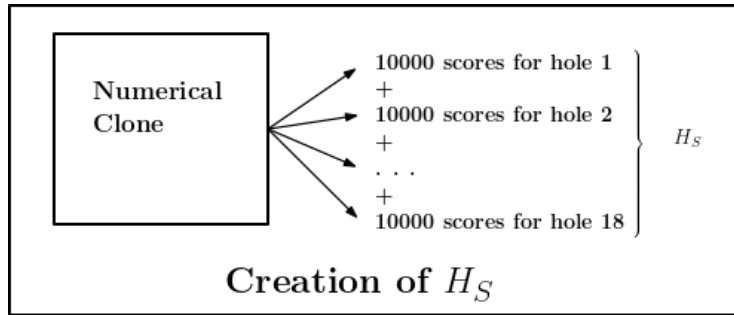 Numerical
Clone
10000 scores for hole 1
+
10000 scores for hole 2
+
. . .
+
10000 scores for hole 18
H_S
Creation of H_S